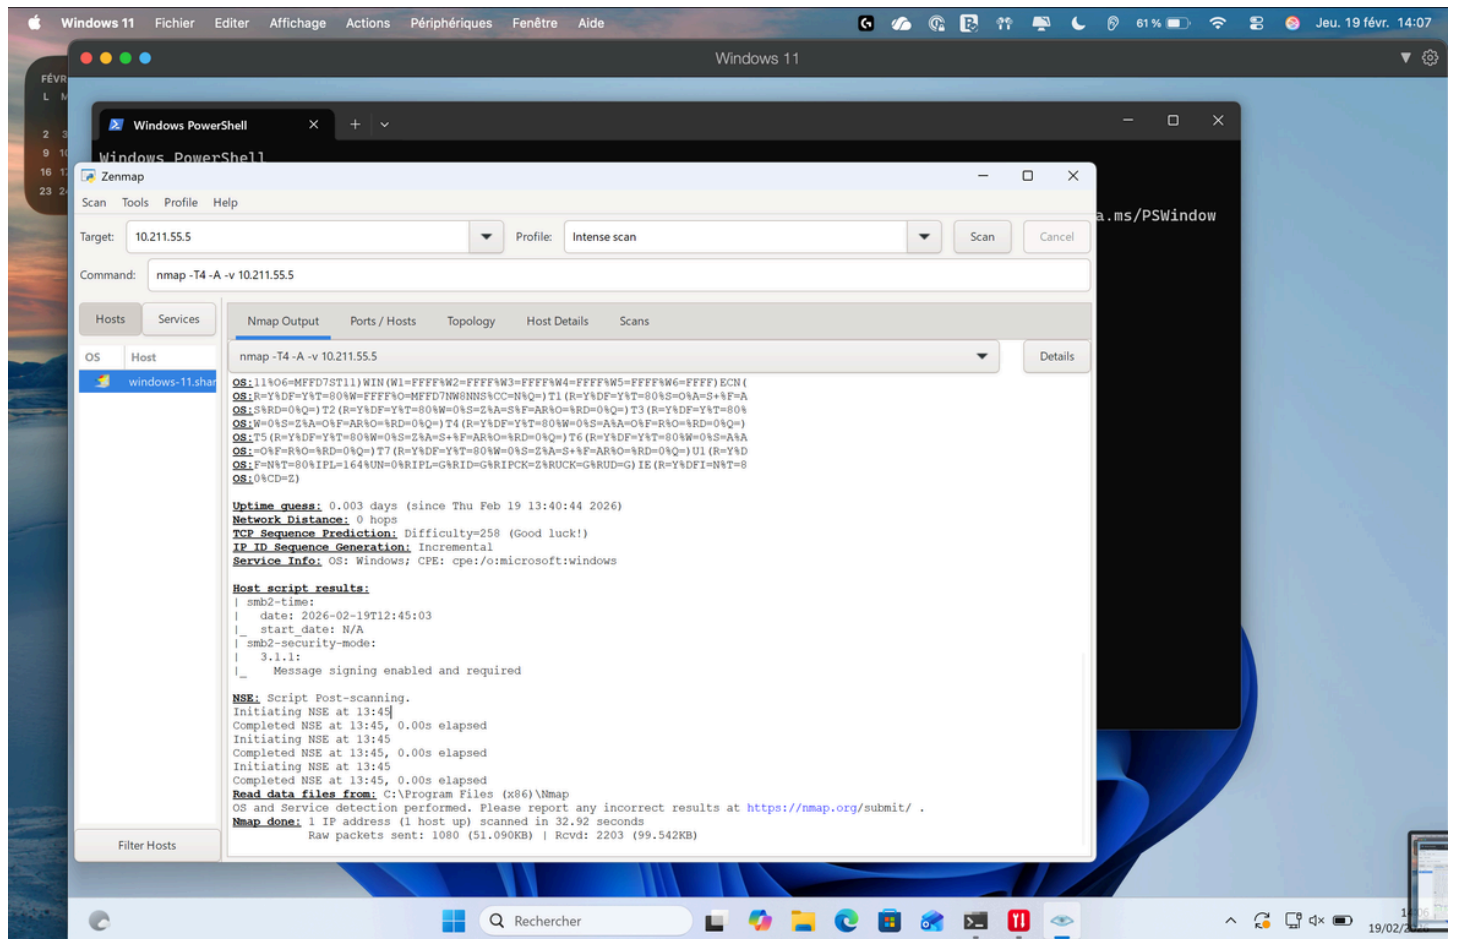 Windows 11 Fichier Editer Affichage Actions Périphériques Fenêtre Aide 61 % Jeu. 19 févr. 14:07
Windows 11
FÉVR
L M
2 3
9 10
16 17
23 24
Windows PowerShell
Windows PowerShell
a.ms/PSWindow
Zenmap
Scan Tools Profile Help
Target: 10.211.55.5 Profile: Intense scan Scan Cancel
Command: nmap -T4 -A -v 10.211.55.5
Hosts Services
Nmap Output Ports / Hosts Topology Host Details Scans
OS Host
nmap -T4 -A -v 10.211.55.5 Details
windows-11.shar
OS:11%O6=MFFD7ST11)WIN(W1=FFFF%W2=FFFF%W3=FFFF%W4=FFFF%W5=FFFF%W6=FFFF)ECN(
OS:R=Y%DF=Y%T=80%W=FFFF%O=MFFD7NW8NNS%CC=N%Q=)T1(R=Y%DF=Y%T=80%S=O%A=S+%F=A
OS:S%RD=0%Q=)T2(R=Y%DF=Y%T=80%W=0%S=Z%A=S%F=AR%O=%RD=0%Q=)T3(R=Y%DF=Y%T=80%
OS:W=0%S=Z%A=O%F=AR%O=%RD=0%Q=)T4(R=Y%DF=Y%T=80%W=0%S=A%A=O%F=R%O=%RD=0%Q=)
OS:T5(R=Y%DF=Y%T=80%W=0%S=Z%A=S+%F=AR%O=%RD=0%Q=)T6(R=Y%DF=Y%T=80%W=0%S=A%A
OS:=O%F=R%O=%RD=0%Q=)T7(R=Y%DF=Y%T=80%W=0%S=Z%A=S+%F=AR%O=%RD=0%Q=)U1(R=Y%D
OS:F=N%T=80%IPL=164%UN=0%RIPL=G%RID=G%RIPCK=Z%RUCK=G%RUD=G)IE(R=Y%DFI=N%T=8
OS:0%CD=Z)
Uptime guess: 0.003 days (since Thu Feb 19 13:40:44 2026)
Network Distance: 0 hops
TCP Sequence Prediction: Difficulty=258 (Good luck!)
IP ID Sequence Generation: Incremental
Service Info: OS: Windows; CPE: cpe:/o:microsoft:windows
Host script results:
| smb2-time:
|   date: 2026-02-19T12:45:03
|_  start_date: N/A
| smb2-security-mode:
|   3.1.1:
|_    Message signing enabled and required
NSE: Script Post-scanning.
Initiating NSE at 13:45
Completed NSE at 13:45, 0.00s elapsed
Initiating NSE at 13:45
Completed NSE at 13:45, 0.00s elapsed
Initiating NSE at 13:45
Completed NSE at 13:45, 0.00s elapsed
Read data files from: C:\Program Files (x86)\Nmap
OS and Service detection performed. Please report any incorrect results at https://nmap.org/submit/ .
Nmap done: 1 IP address (1 host up) scanned in 32.92 seconds
Raw packets sent: 1080 (51.090KB) | Rcvd: 2203 (99.542KB)
Filter Hosts
Rechercher
19/02/